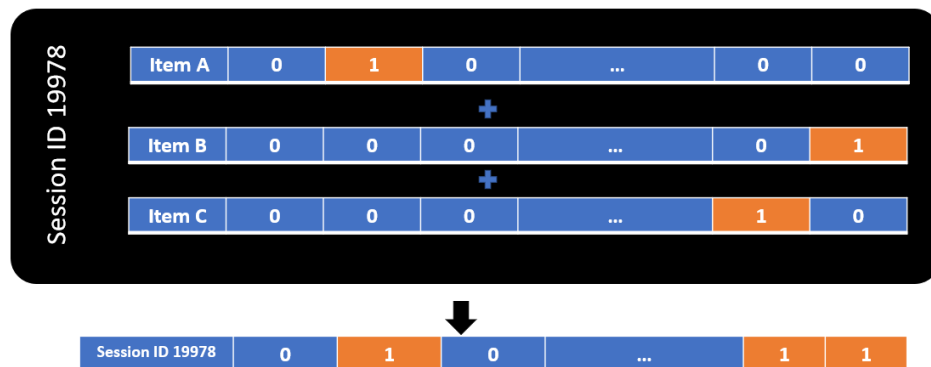 Session ID 19978
Item A 0 1 0 ... 0 0
+
Item B 0 0 0 ... 0 1
+
Item C 0 0 0 ... 1 0
Session ID 19978 0 1 0 ... 1 1